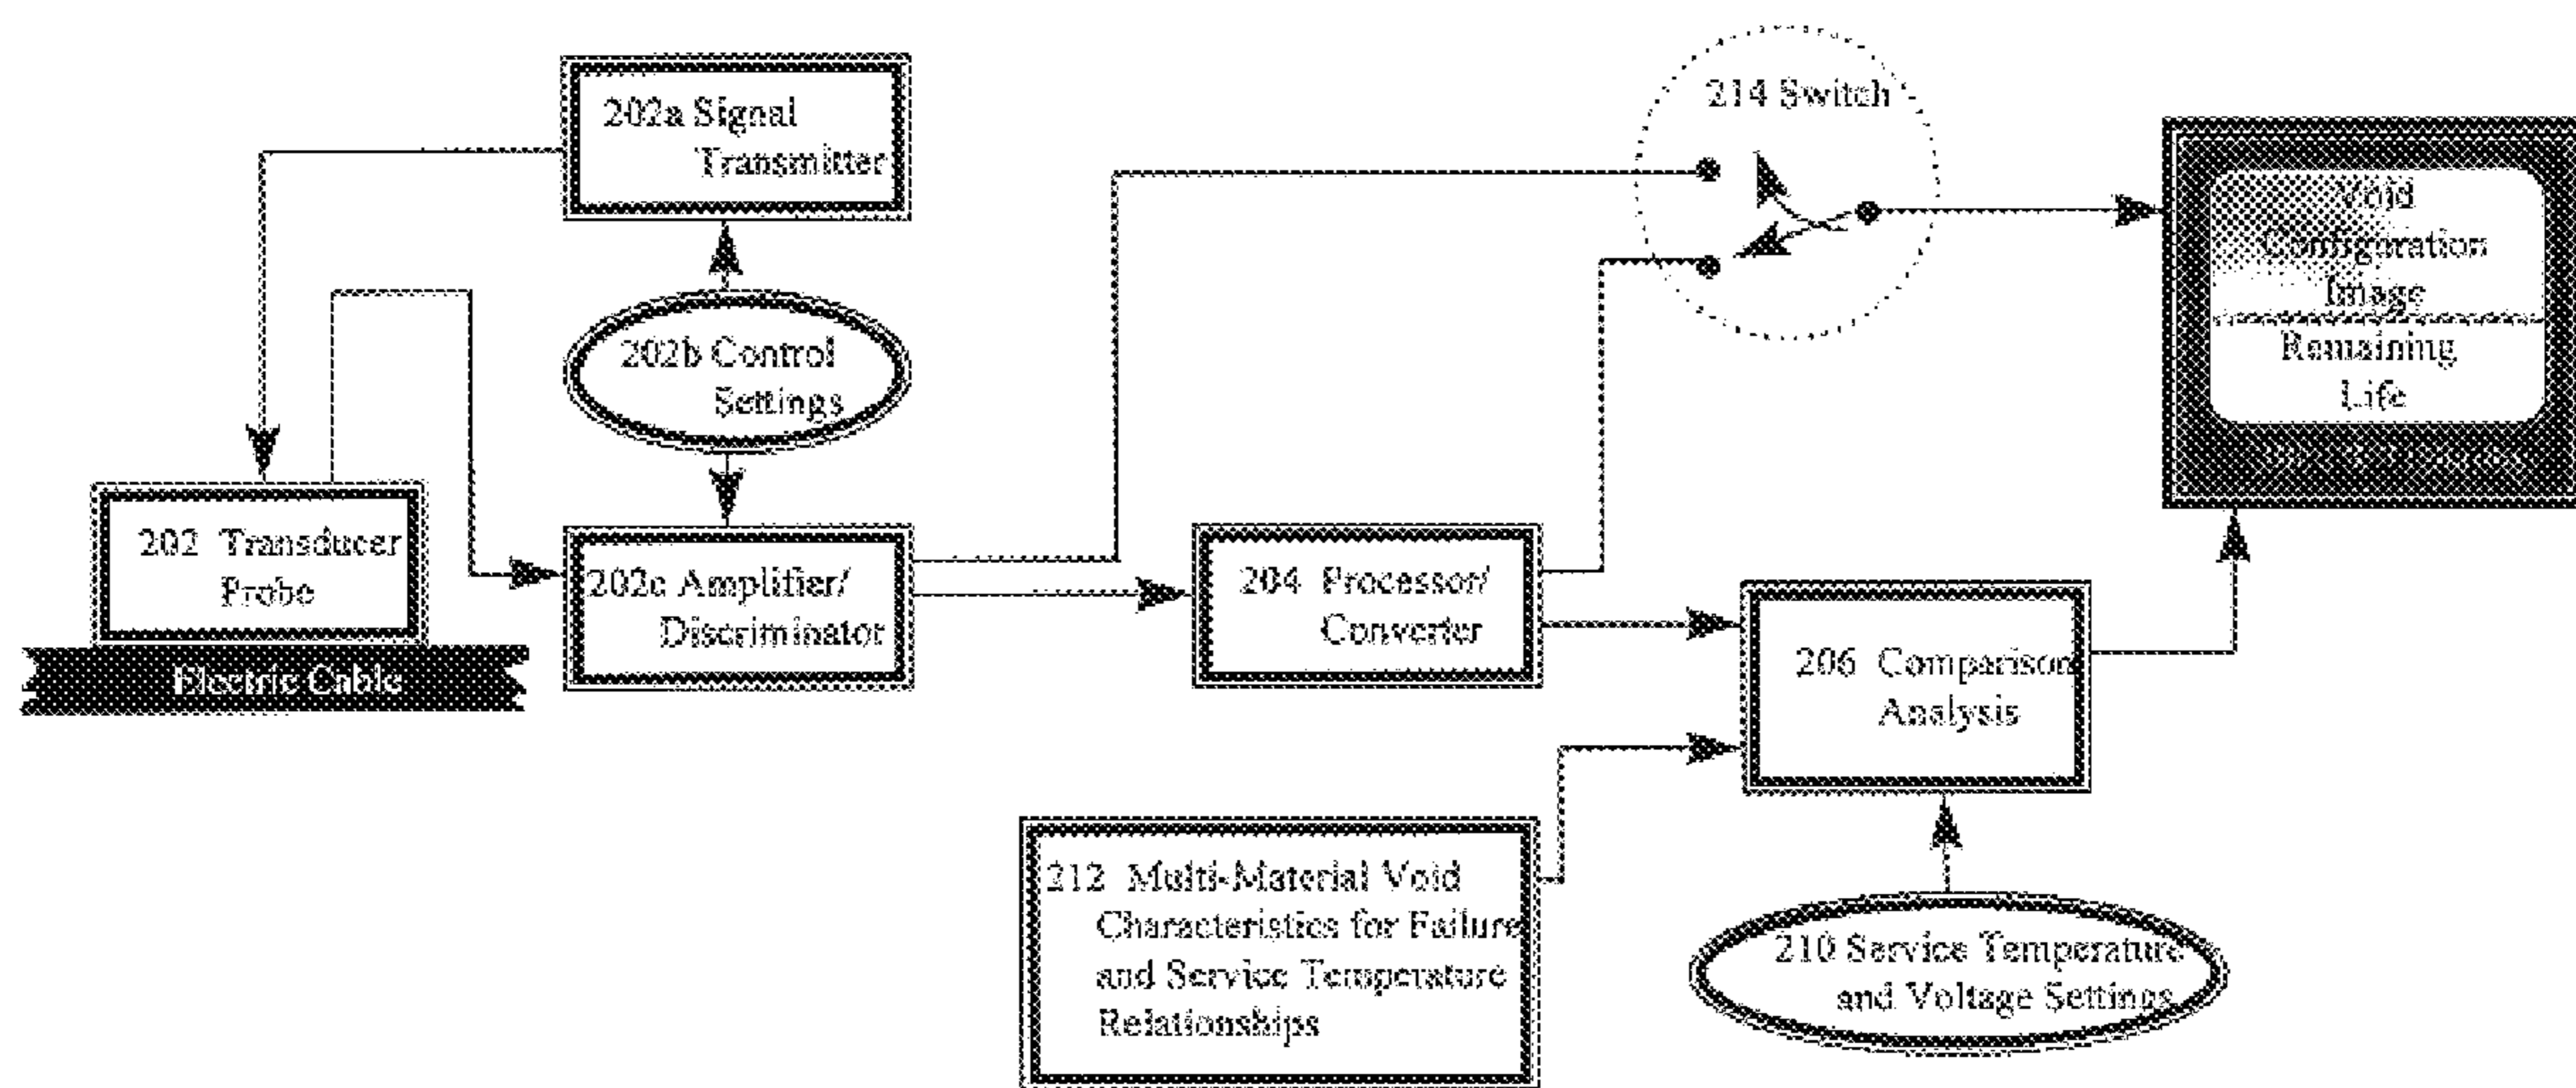 202a Signal
Transmitter
214 Switch
Void
Configuration
Image
Remaining
Life
202b Control
Settings
202 Transducer
Probe
Electric Cable
202c Amplifier/
Discriminator
204 Processor/
Converter
206 Comparison
Analysis
212 Multi-Material Void
Characteristics for Failure
and Service Temperature
Relationships
210 Service Temperature
and Voltage Settings